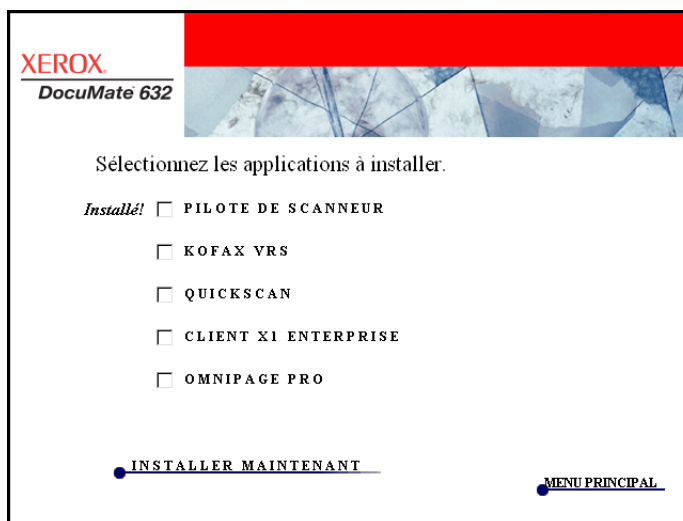 XEROX.
DocuMate 632
Sélectionnez les applications à installer.
Installé! PILOTE DE SCANNEUR
KOFAX VRS
QUICKSCAN
CLIENT X1 ENTERPRISE
OMNIPAGE PRO
INSTALLER MAINTENANT
MENU PRINCIPAL